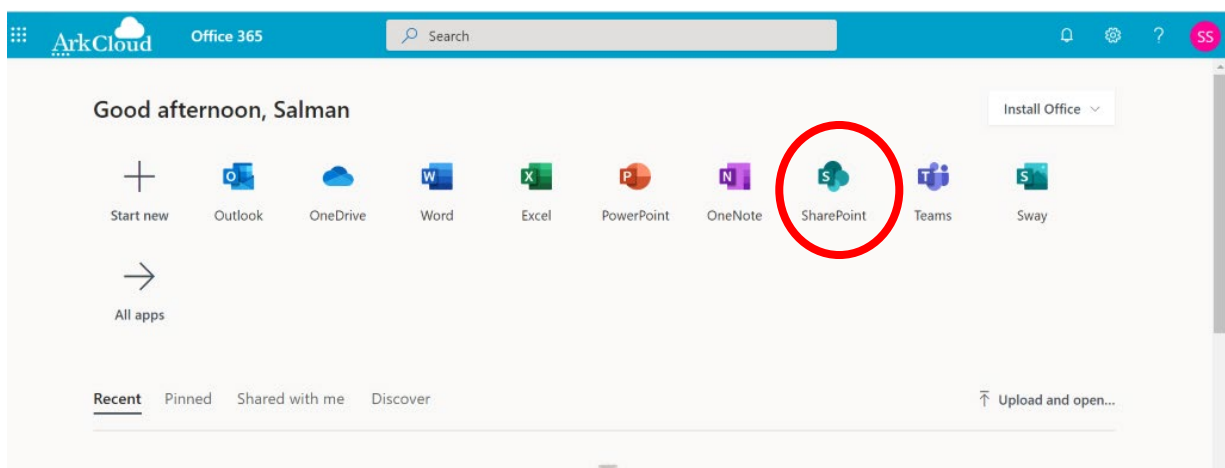 ArkCloud Office 365 Search ? SS
Good afternoon, Salman
Install Office
Start new Outlook OneDrive Word Excel PowerPoint OneNote SharePoint Teams Sway
All apps
Recent Pinned Shared with me Discover
Upload and open...